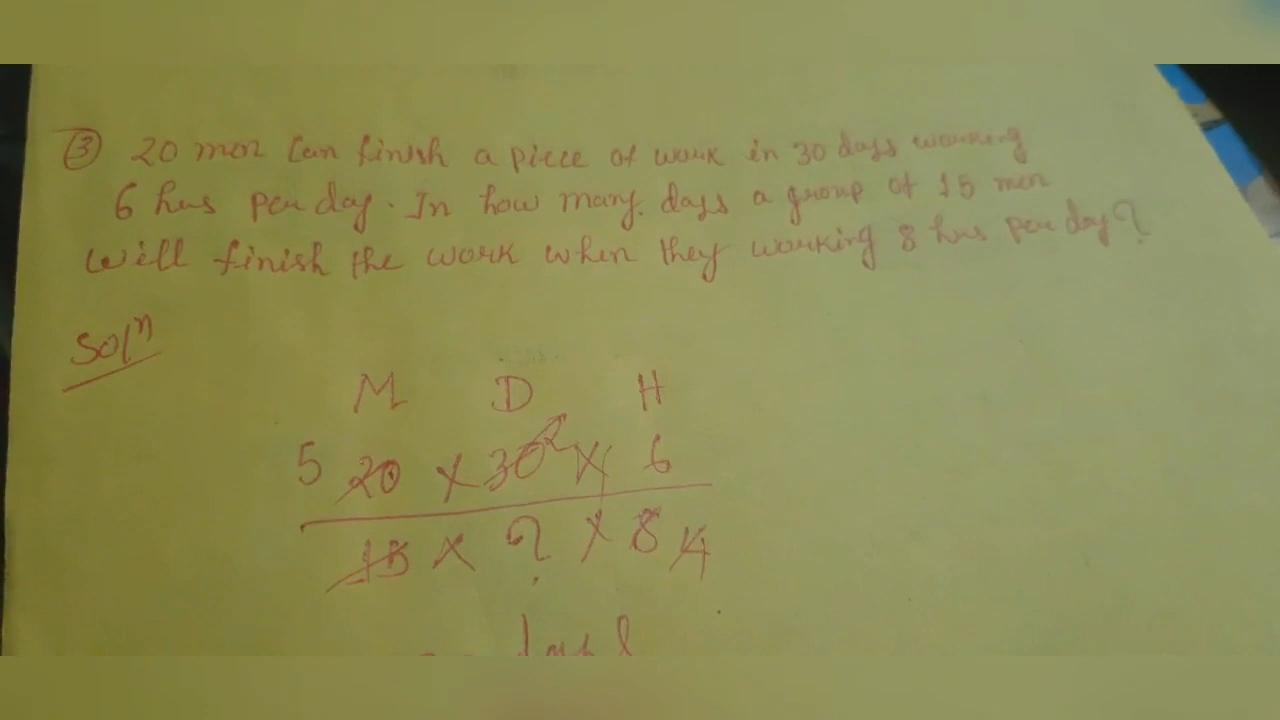 ③ 20 men can finish a piece of work in 30 days working
6 hrs per day. In how many days a group of 15 men
will finish the work when they working 8 hrs per day?
Solⁿ
M D H
5 20 × 30 2 × 6
15 × ? × 8 4